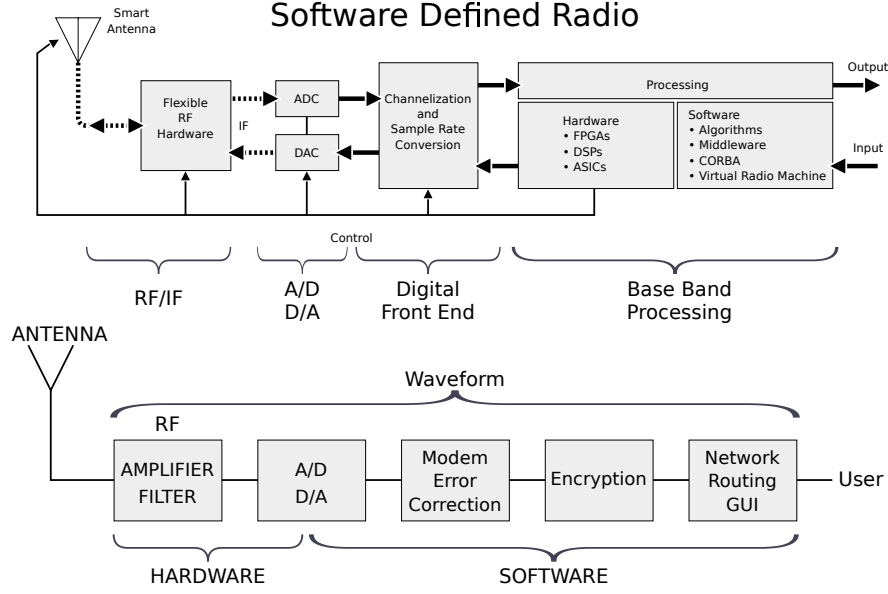 Software Defined Radio
Smart
Antenna
Flexible
RF
Hardware
IF
ADC
DAC
Channelization
and
Sample Rate
Conversion
Processing
Hardware
• FPGAs
• DSPs
• ASICs
Software
• Algorithms
• Middleware
• CORBA
• Virtual Radio Machine
Output
Input
Control
RF/IF
A/D
D/A
Digital
Front End
Base Band
Processing
ANTENNA
Waveform
RF
AMPLIFIER
FILTER
A/D
D/A
Modem
Error
Correction
Encryption
Network
Routing
GUI
User
HARDWARE
SOFTWARE